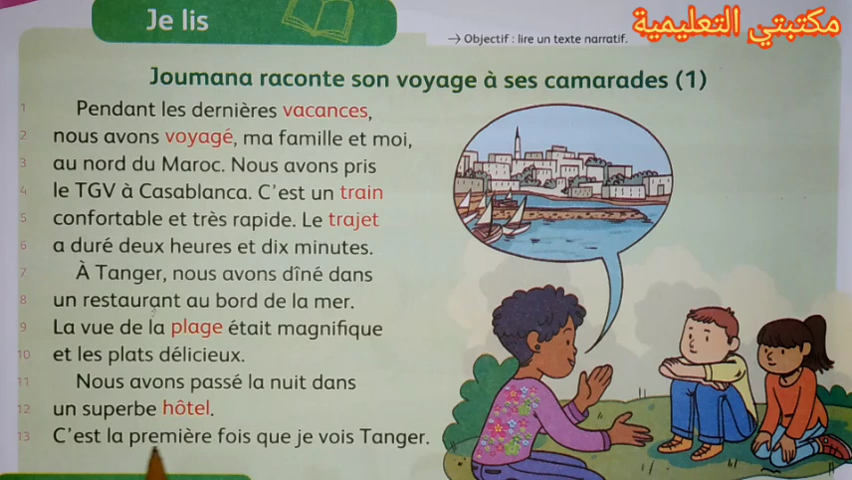 Je lis
مكتبتي التعليمية
→ Objectif : lire un texte narratif.
Joumana raconte son voyage à ses camarades (1)
1 Pendant les dernières vacances,
2 nous avons voyagé, ma famille et moi,
3 au nord du Maroc. Nous avons pris
4 le TGV à Casablanca. C'est un train
5 confortable et très rapide. Le trajet
6 a duré deux heures et dix minutes.
7 À Tanger, nous avons dîné dans
8 un restaurant au bord de la mer.
9 La vue de la plage était magnifique
10 et les plats délicieux.
11 Nous avons passé la nuit dans
12 un superbe hôtel.
13 C'est la première fois que je vois Tanger.